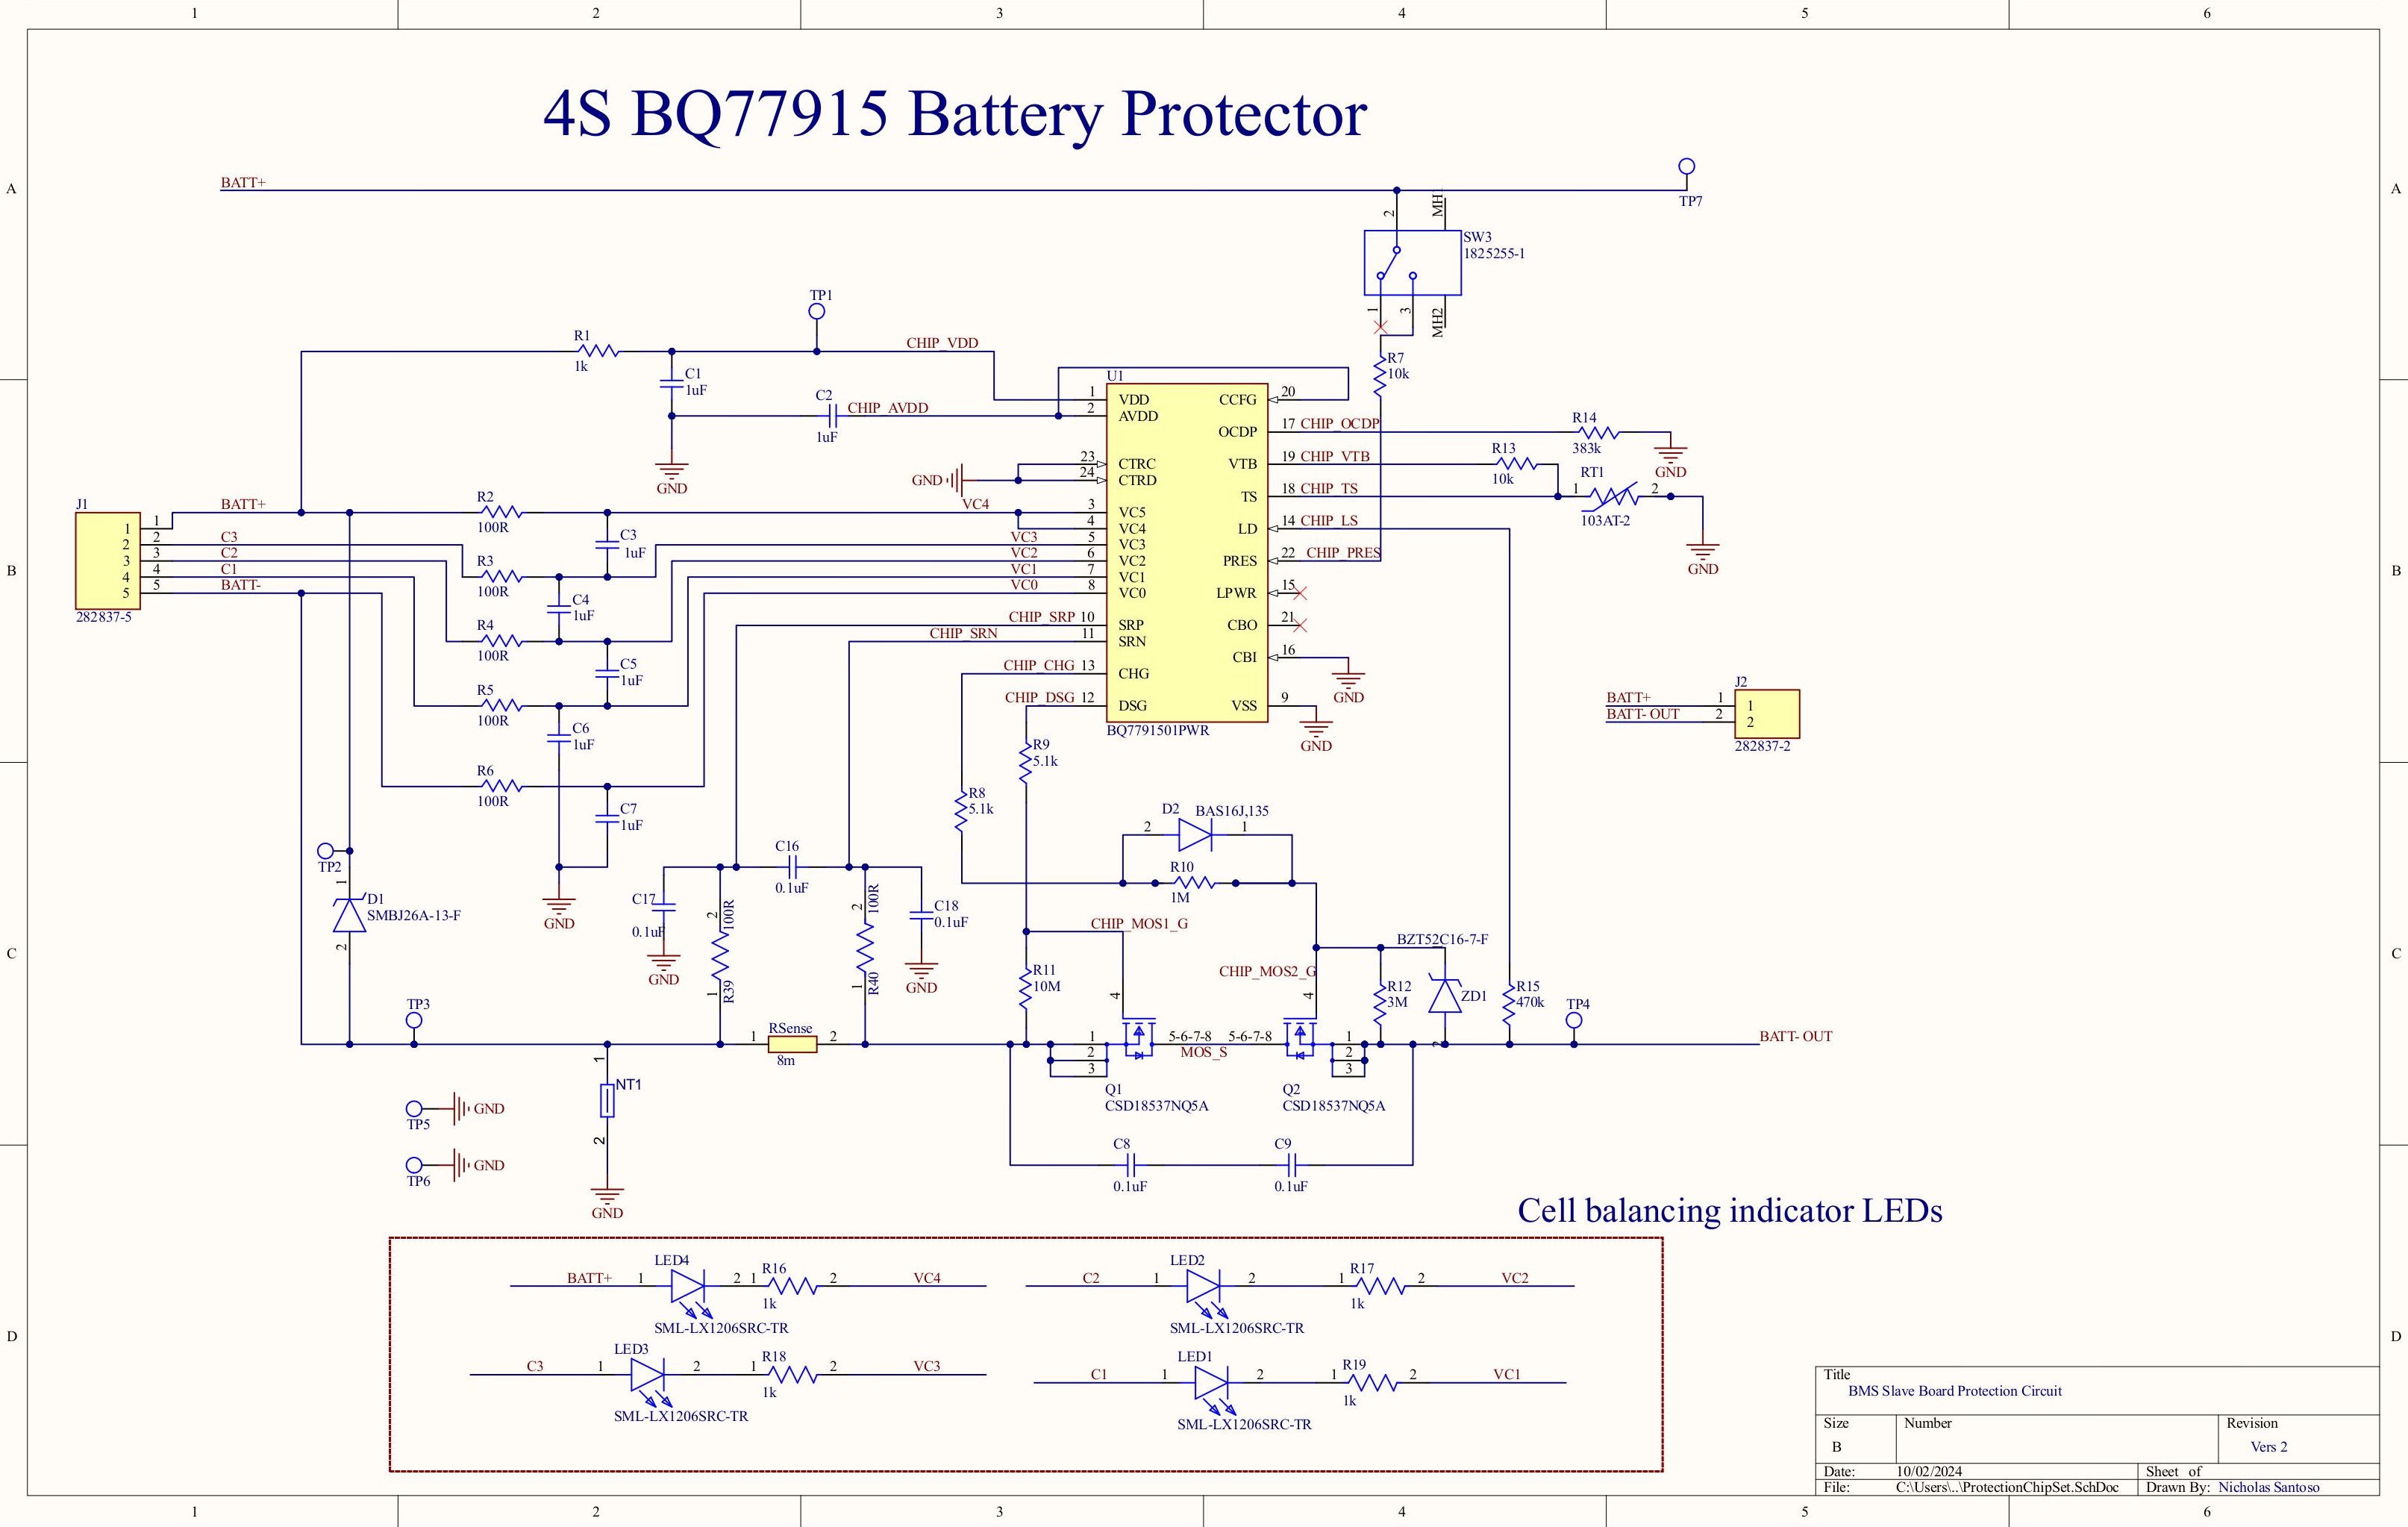 1 2 3 4 5 6
4S BQ77915 Battery Protector
A A
BATT+
TP7
2
MH1
SW3
1825255-1
1
3
MH2
TP1
R1
1k
CHIP_VDD
C1
1uF
C2
1uF
CHIP_AVDD
GND
R7
10k
U1
1 VDD
2 AVDD
23 CTRC
24 CTRD
3 VC5
4 VC4
5 VC3
6 VC2
7 VC1
8 VC0
10 SRP
11 SRN
13 CHG
12 DSG
CCFG 20
OCDP 17
VTB 19
TS 18
LD 14
PRES 22
LPWR 15
CBO 21
CBI 16
VSS 9
BQ7791501PWR
GND
VC4
VC3
VC2
VC1
VC0
CHIP_SRP
CHIP_SRN
CHIP_CHG
CHIP_DSG
CHIP_OCDP
CHIP_VTB
CHIP_TS
CHIP_LS
CHIP_PRES
R14
383k
GND
R13
10k
RT1
1 2
103AT-2
GND
GND
GND
B B
J1
1 1
2 2
3 3
4 4
5 5
282837-5
BATT+
C3
C2
C1
BATT-
R2
100R
R3
100R
R4
100R
R5
100R
R6
100R
C3
1uF
C4
1uF
C5
1uF
C6
1uF
C7
1uF
GND
J2
BATT+ 1 1
BATT- OUT 2 2
282837-2
C C
TP2
1
D1
SMBJ26A-13-F
2
TP3
C16
0.1uF
C17
0.1uF
GND
2
100R
1
R39
2
100R
1
R40
C18
0.1uF
GND
R9
5.1k
R8
5.1k
D2 BAS16J,135
2 1
R10
1M
CHIP_MOS1_G
R11
10M
4
CHIP_MOS2_G
4
BZT52C16-7-F
R12
3M
ZD1
2
R15
470k
TP4
BATT- OUT
1 RSense 2
8m
1
2
3
5-6-7-8 5-6-7-8
MOS_S
1
2
3
Q1
CSD18537NQ5A
Q2
CSD18537NQ5A
C8
0.1uF
C9
0.1uF
1
NT1
2
GND
TP5
GND
TP6
GND
D D
Cell balancing indicator LEDs
LED4
BATT+ 1 2 1 R16 2 VC4
1k
SML-LX1206SRC-TR
LED2
C2 1 2 1 R17 2 VC2
1k
SML-LX1206SRC-TR
LED3
C3 1 2 1 R18 2 VC3
1k
SML-LX1206SRC-TR
LED1
C1 1 2 1 R19 2 VC1
1k
SML-LX1206SRC-TR
Title
BMS Slave Board Protection Circuit
Size Number Revision
B Vers 2
Date: 10/02/2024 Sheet of
File: C:\Users\..\ProtectionChipSet.SchDoc Drawn By: Nicholas Santoso
1 2 3 4 5 6